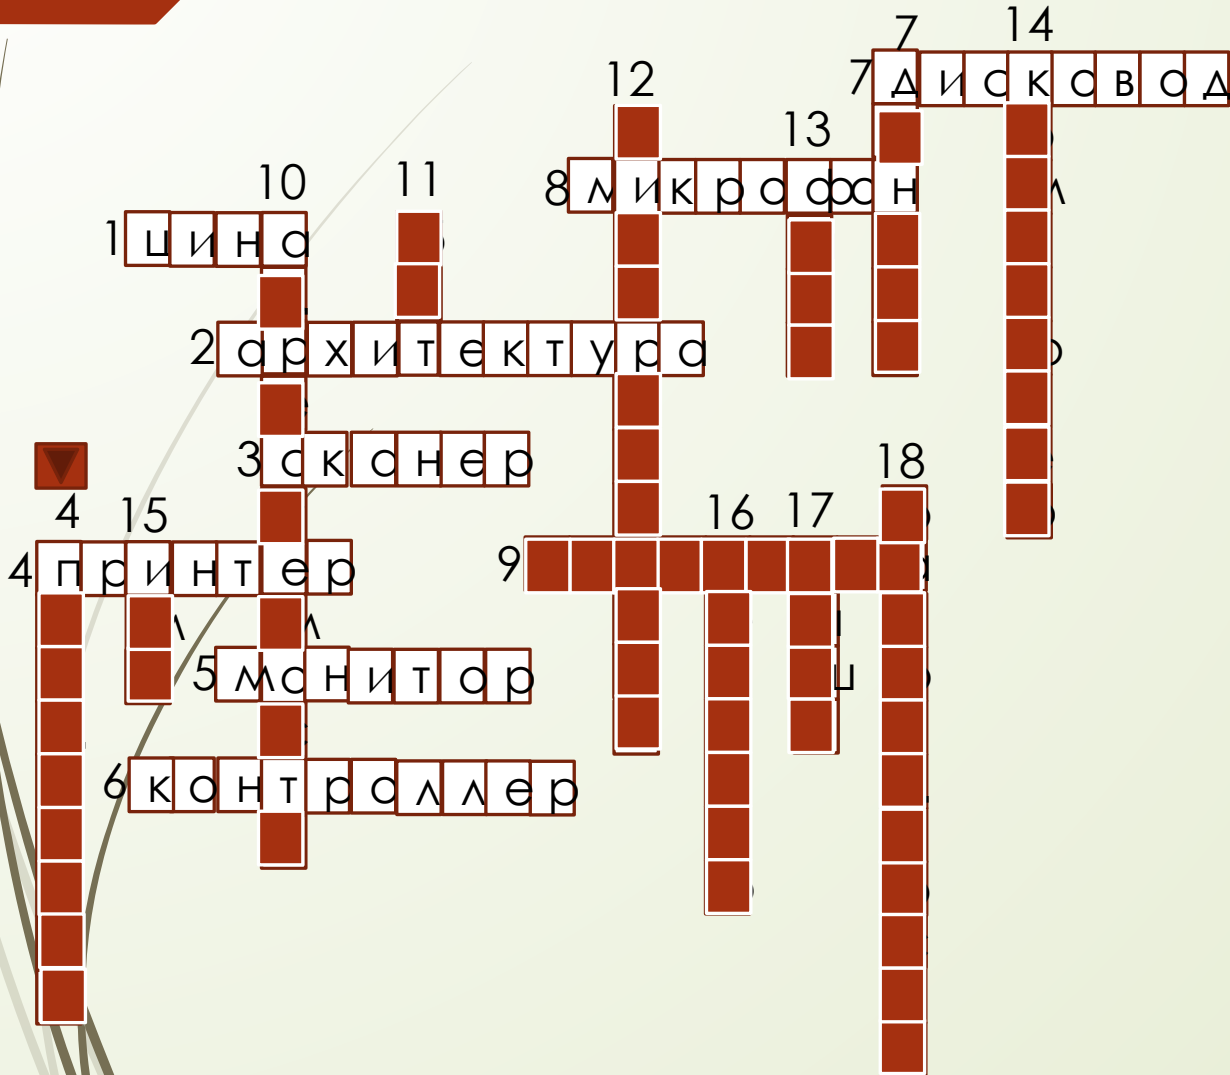 7 14
12 7 дисковод
13
10 11 8 микрофон
1 шина
2 архитектура
3 сканер 18
4 15 16 17
4 принтер 9
5 монитор
6 контроллер